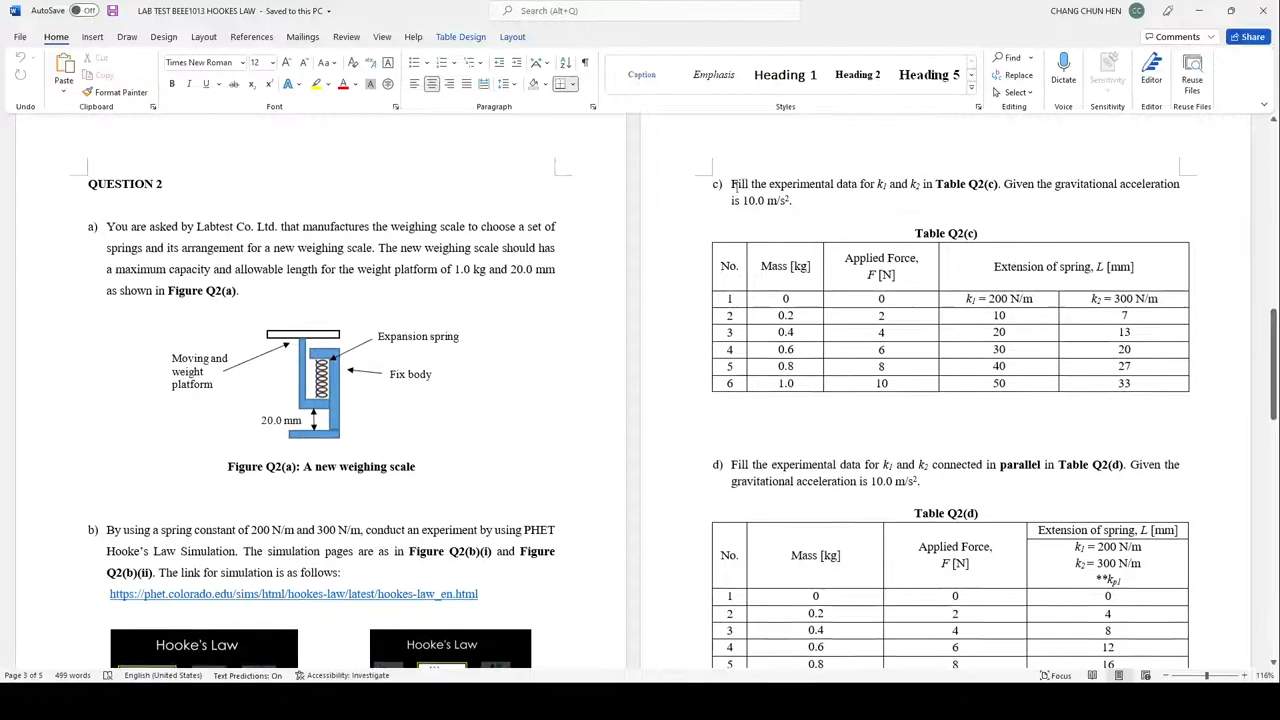 AutoSave Off LAB TEST BEEE1013 HOOKES LAW - Saved to this PC Search (Alt+Q) CHANG CHUN HEN CC
File Home Insert Draw Design Layout References Mailings Review View Help Table Design Layout Comments Share
Paste Cut Copy Format Painter Times New Roman 12 Caption Emphasis Heading 1 Heading 2 Heading 5 Find Replace Select Dictate Sensitivity Editor Reuse Files
Undo Clipboard Font Paragraph Styles Editing Voice Sensitivity Editor Reuse Files
QUESTION 2
a) You are asked by Labtest Co. Ltd. that manufactures the weighing scale to choose a set of
springs and its arrangement for a new weighing scale. The new weighing scale should has
a maximum capacity and allowable length for the weight platform of 1.0 kg and 20.0 mm
as shown in Figure Q2(a).
Expansion spring
Moving and
weight
platform
Fix body
20.0 mm
Figure Q2(a): A new weighing scale
b) By using a spring constant of 200 N/m and 300 N/m, conduct an experiment by using PHET
Hooke's Law Simulation. The simulation pages are as in Figure Q2(b)(i) and Figure
Q2(b)(ii). The link for simulation is as follows:
https://phet.colorado.edu/sims/html/hookes-law/latest/hookes-law_en.html
Hooke's Law Hooke's Law
c) Fill the experimental data for k1 and k2 in Table Q2(c). Given the gravitational acceleration
is 10.0 m/s².
Table Q2(c)
No. Mass [kg] Applied Force, F [N] Extension of spring, L [mm]
1 0 0 k1 = 200 N/m k2 = 300 N/m
2 0.2 2 10 7
3 0.4 4 20 13
4 0.6 6 30 20
5 0.8 8 40 27
6 1.0 10 50 33
d) Fill the experimental data for k1 and k2 connected in parallel in Table Q2(d). Given the
gravitational acceleration is 10.0 m/s².
Table Q2(d)
No. Mass [kg] Applied Force, F [N] Extension of spring, L [mm]
k1 = 200 N/m
k2 = 300 N/m
**kp1
1 0 0 0
2 0.2 2 4
3 0.4 4 8
4 0.6 6 12
5 0.8 8 16
Page 3 of 5 499 words English (United States) Text Predictions: On Accessibility: Investigate Focus 116%